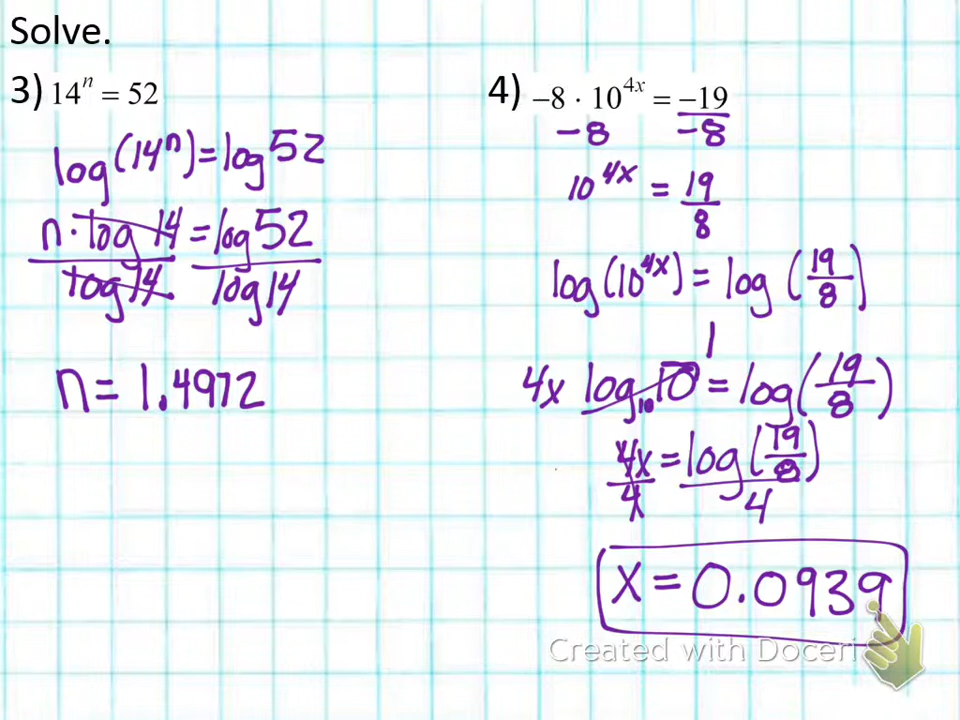 Solve.
3) 14^n = 52
log(14^n) = log 52
n · log 14 = log 52
log 14   log 14
n = 1.4972
4) −8 · 10^{4x} = −19
−8   −8
10^{4x} = 19/8
log(10^{4x}) = log(19/8)
1
4x log₁₀ 10 = log(19/8)
4x = log(19/8)
4   4
x = 0.0939
Created with Doceri